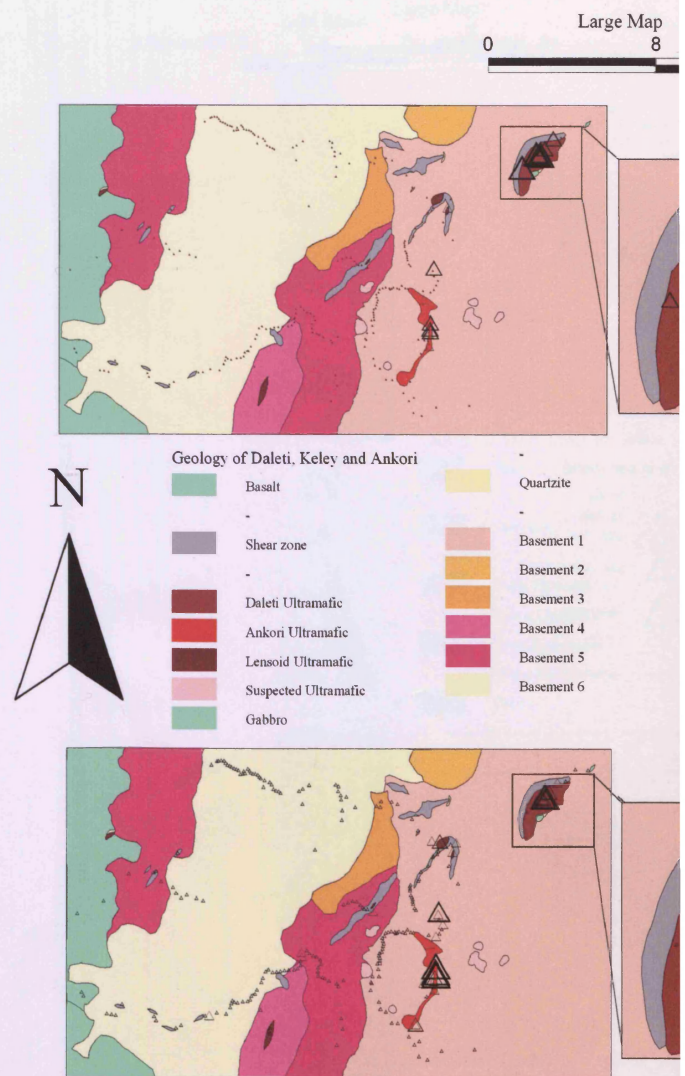 Large Map
0 8
Geology of Daleti, Keley and Ankori
Basalt
-
Shear zone
-
Daleti Ultramafic
Ankori Ultramafic
Lensoid Ultramafic
Suspected Ultramafic
Gabbro
-
Quartzite
-
Basement 1
Basement 2
Basement 3
Basement 4
Basement 5
Basement 6
N